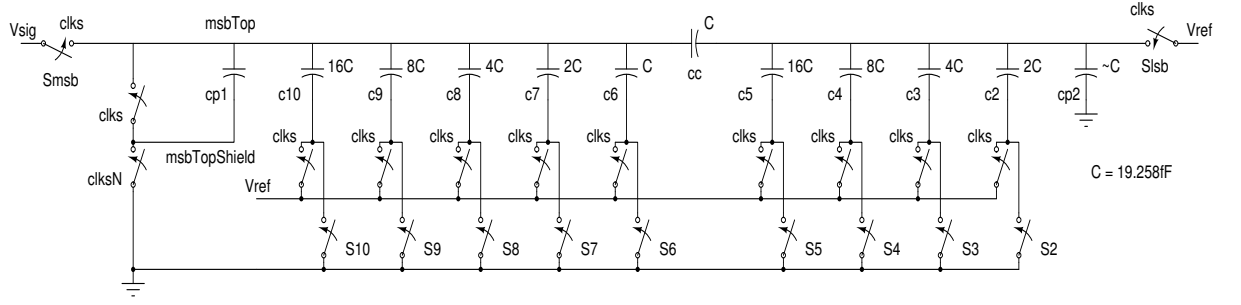 clks msbTop C clks
Vsig Vref
Smsb cc Slsb
16C 8C 4C 2C C 16C 8C 4C 2C ~C
cp1 c10 c9 c8 c7 c6 c5 c4 c3 c2 cp2
clks
clks clks clks clks clks clks clks clks clks
msbTopShield
clksN Vref
C = 19.258fF
S10 S9 S8 S7 S6 S5 S4 S3 S2